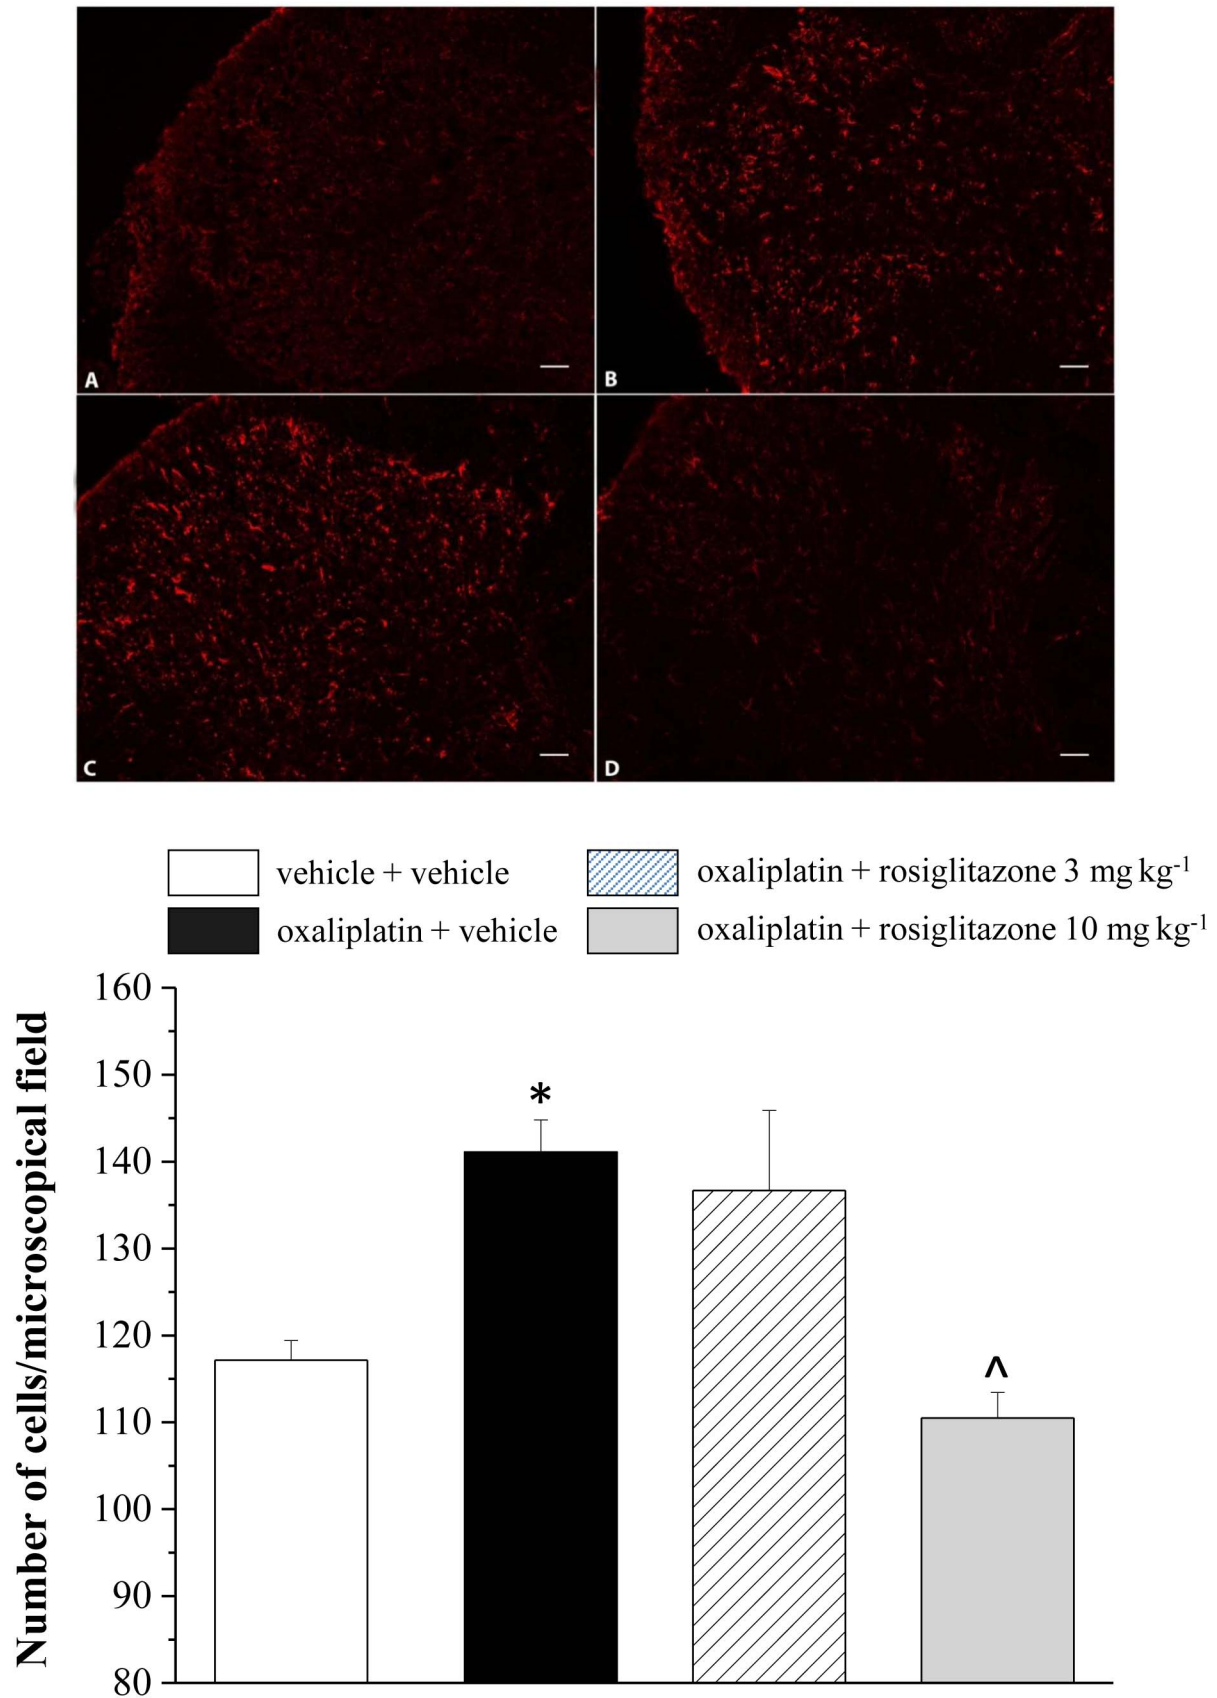 A
B
C
D
vehicle + vehicle
oxaliplatin + rosiglitazone 3 mg kg-1
oxaliplatin + vehicle
oxaliplatin + rosiglitazone 10 mg kg-1
Number of cells/microscopical field
160
150
*
140
130
120
^
110
100
90
80